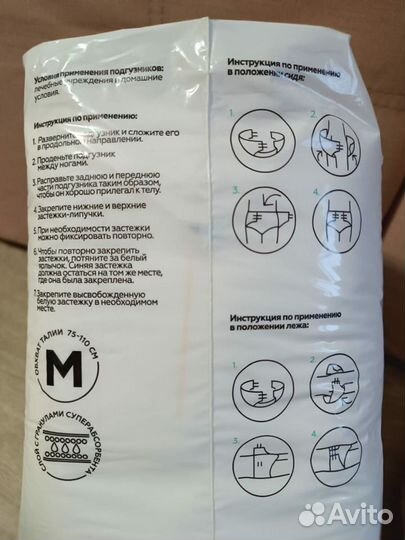 Условия применения подгузников:
лечебные учреждения и домашние
условия.
Инструкция по применению:
1. Разверните подгузник и сложите его
в продольном направлении.
2. Проденьте подгузник
между ногами.
3. Расправьте заднюю и переднюю
части подгузника таким образом,
чтобы он хорошо прилегал к телу.
4. Закрепите нижние и верхние
застежки-липучки.
5. При необходимости застежки
можно фиксировать повторно.
6. Чтобы повторно закрепить
застежки, потяните за белый
язычок. Синяя застежка
должна остаться на том же месте,
где она была закреплена.
7. Закрепите высвобожденную
белую застежку в необходимом
месте.
ОБХВАТ ТАЛИИ 75-110 СМ
M
СЛОЙ С ГРАНУЛАМИ СУПЕРАБСОРБЕНТА
Инструкция по применению
в положении сидя:
1.
2.
3.
4.
Инструкция по применению
в положении лежа:
1.
2.
3.
4.
Avito